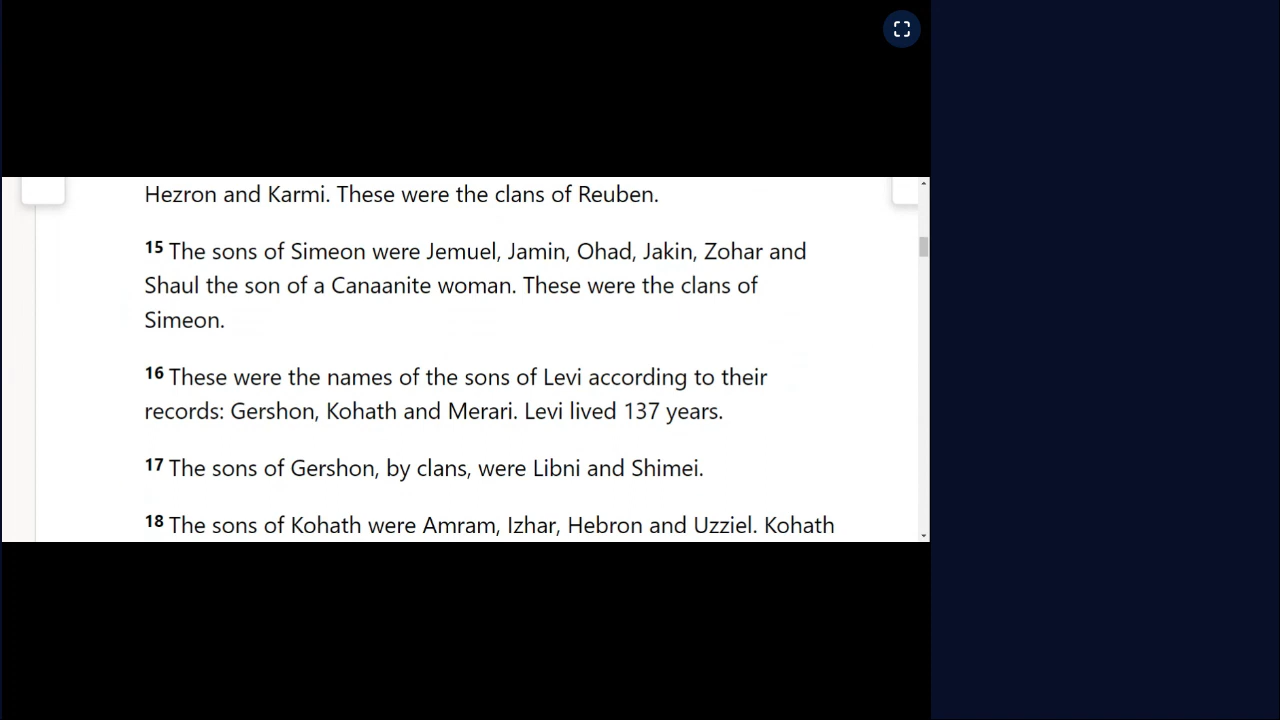 Hezron and Karmi. These were the clans of Reuben.
15 The sons of Simeon were Jemuel, Jamin, Ohad, Jakin, Zohar and
Shaul the son of a Canaanite woman. These were the clans of
Simeon.
16 These were the names of the sons of Levi according to their
records: Gershon, Kohath and Merari. Levi lived 137 years.
17 The sons of Gershon, by clans, were Libni and Shimei.
18 The sons of Kohath were Amram, Izhar, Hebron and Uzziel. Kohath